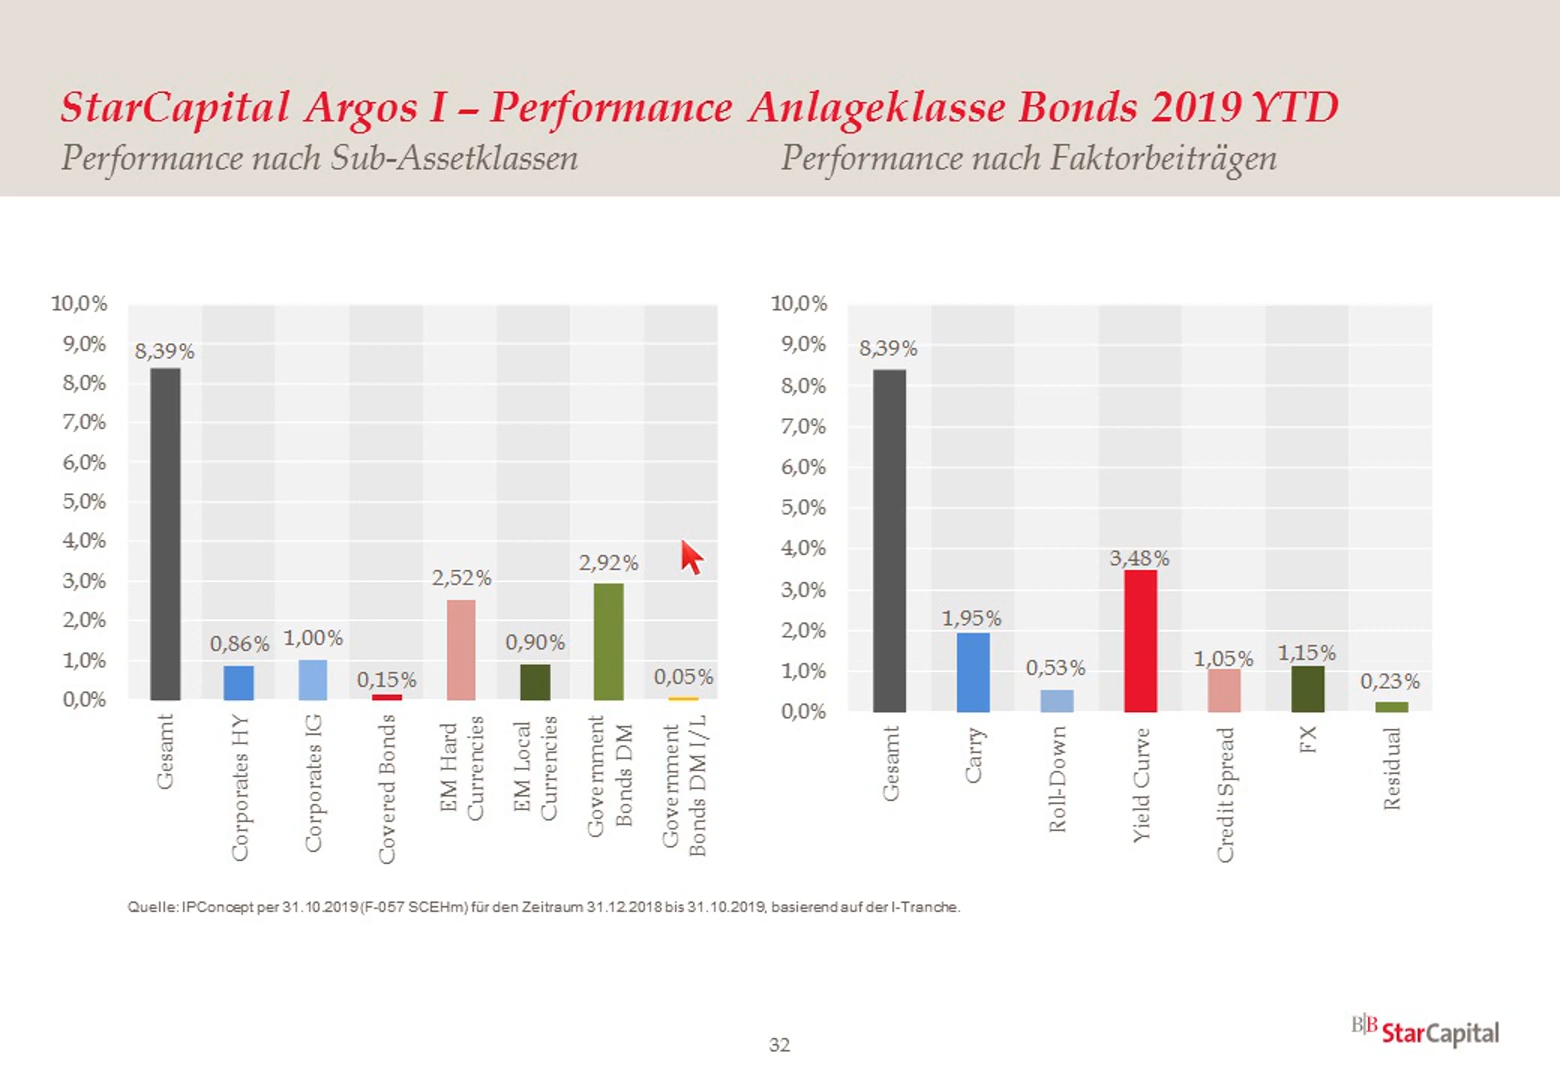 StarCapital Argos I – Performance Anlageklasse Bonds 2019 YTD
Performance nach Sub-Assetklassen
Performance nach Faktorbeiträgen
10,0%
9,0%
8,0%
7,0%
6,0%
5,0%
4,0%
3,0%
2,0%
1,0%
0,0%
8,39%
0,86%
1,00%
0,15%
2,52%
0,90%
2,92%
0,05%
Gesamt
Corporates HY
Corporates IG
Covered Bonds
EM Hard
Currencies
EM Local
Currencies
Government
Bonds DM
Government
Bonds DM I/L
10,0%
9,0%
8,0%
7,0%
6,0%
5,0%
4,0%
3,0%
2,0%
1,0%
0,0%
8,39%
1,95%
0,53%
3,48%
1,05%
1,15%
0,23%
Gesamt
Carry
Roll-Down
Yield Curve
Credit Spread
FX
Residual
Quelle: IPConcept per 31.10.2019 (F-057 SCEHm) für den Zeitraum 31.12.2018 bis 31.10.2019, basierend auf der I-Tranche.
B|B StarCapital
32